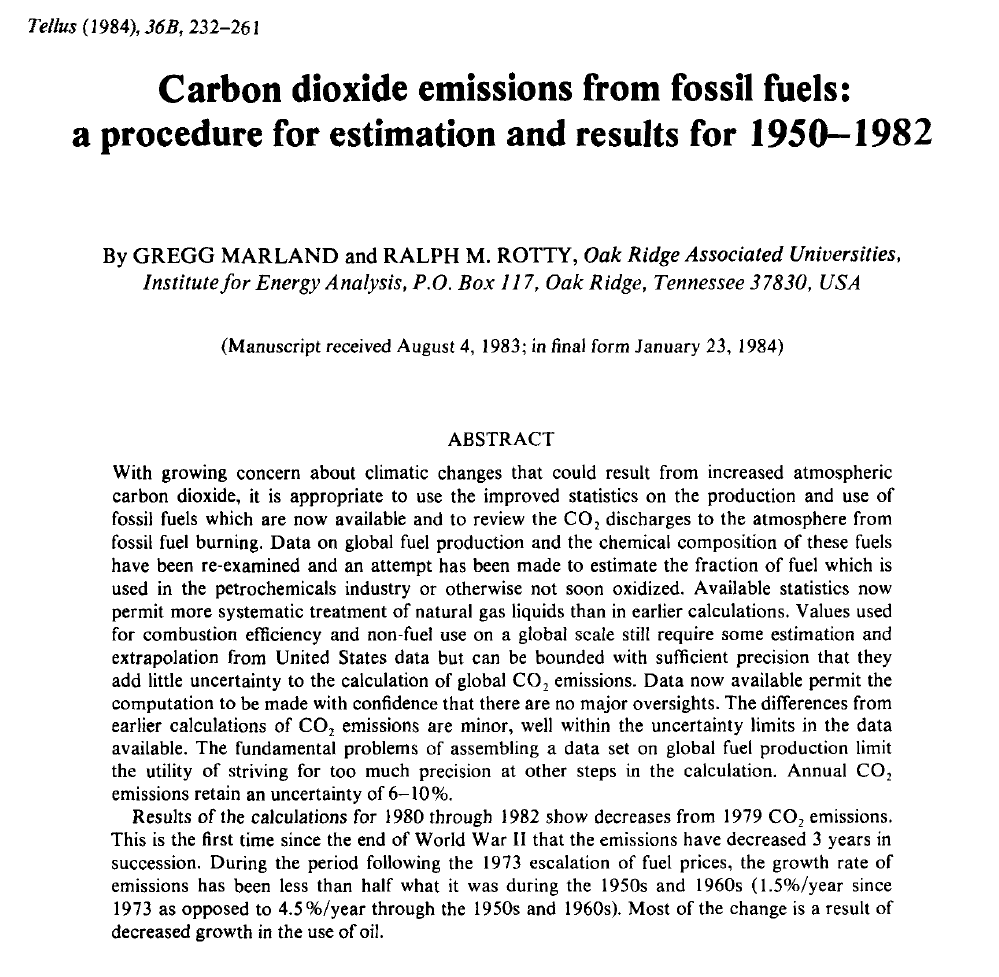 Tellus (1984), 36B, 232–261
Carbon dioxide emissions from fossil fuels:
a procedure for estimation and results for 1950–1982
By GREGG MARLAND and RALPH M. ROTTY, Oak Ridge Associated Universities,
Institute for Energy Analysis, P.O. Box 117, Oak Ridge, Tennessee 37830, USA
(Manuscript received August 4, 1983; in final form January 23, 1984)
ABSTRACT
With growing concern about climatic changes that could result from increased atmospheric
carbon dioxide, it is appropriate to use the improved statistics on the production and use of
fossil fuels which are now available and to review the CO₂ discharges to the atmosphere from
fossil fuel burning. Data on global fuel production and the chemical composition of these fuels
have been re-examined and an attempt has been made to estimate the fraction of fuel which is
used in the petrochemicals industry or otherwise not soon oxidized. Available statistics now
permit more systematic treatment of natural gas liquids than in earlier calculations. Values used
for combustion efficiency and non-fuel use on a global scale still require some estimation and
extrapolation from United States data but can be bounded with sufficient precision that they
add little uncertainty to the calculation of global CO₂ emissions. Data now available permit the
computation to be made with confidence that there are no major oversights. The differences from
earlier calculations of CO₂ emissions are minor, well within the uncertainty limits in the data
available. The fundamental problems of assembling a data set on global fuel production limit
the utility of striving for too much precision at other steps in the calculation. Annual CO₂
emissions retain an uncertainty of 6–10%.
Results of the calculations for 1980 through 1982 show decreases from 1979 CO₂ emissions.
This is the first time since the end of World War II that the emissions have decreased 3 years in
succession. During the period following the 1973 escalation of fuel prices, the growth rate of
emissions has been less than half what it was during the 1950s and 1960s (1.5%/year since
1973 as opposed to 4.5%/year through the 1950s and 1960s). Most of the change is a result of
decreased growth in the use of oil.